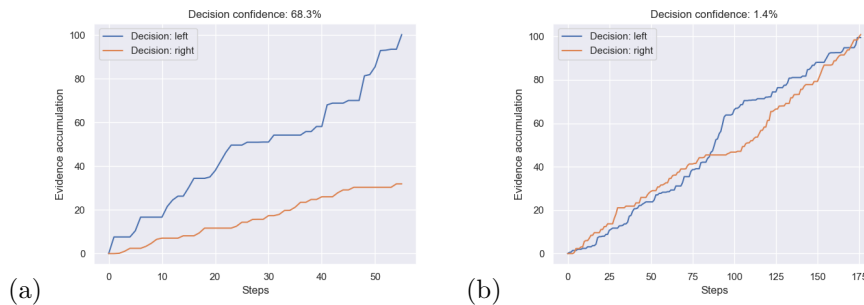 Decision confidence: 68.3%
Decision: left
Decision: right
100
80
60
40
20
0
Evidence accumulation
0 10 20 30 40 50
Steps
(a)
Decision confidence: 1.4%
Decision: left
Decision: right
100
80
60
40
20
0
Evidence accumulation
0 25 50 75 100 125 150 175
Steps
(b)